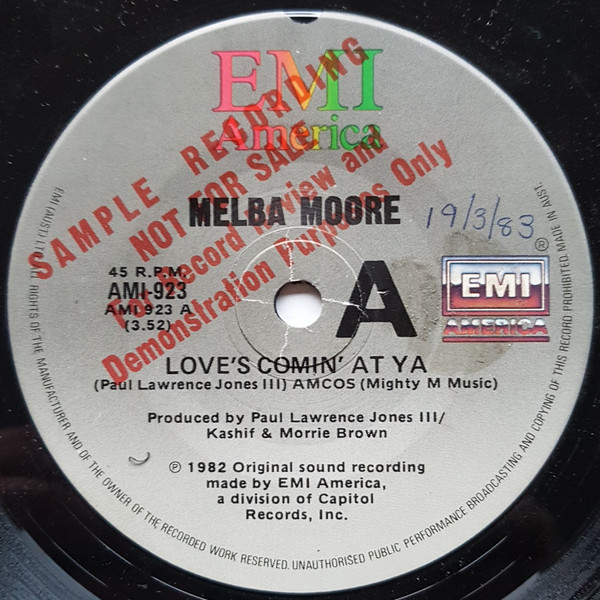 EMI
America
SAMPLE RECORDING
NOT FOR SALE
For Record Review and
Demonstration Purposes Only
MELBA MOORE
19/3/83
45 R.P.M.
AMI-923
AMI 923 A
(3.52)
A
®
EMI
AMERICA
LOVE'S COMIN' AT YA
(Paul Lawrence Jones III) AMCOS (Mighty M Music)
Produced by Paul Lawrence Jones III/
Kashif & Morrie Brown
℗ 1982 Original sound recording
made by EMI America,
a division of Capitol
Records, Inc.
EMI (AUST.) LTD. ALL RIGHTS OF THE MANUFACTURER AND OF THE OWNER OF THE RECORDED WORK RESERVED. UNAUTHORISED PUBLIC PERFORMANCE BROADCASTING AND COPYING OF THIS RECORD PROHIBITED. MADE IN AUST.